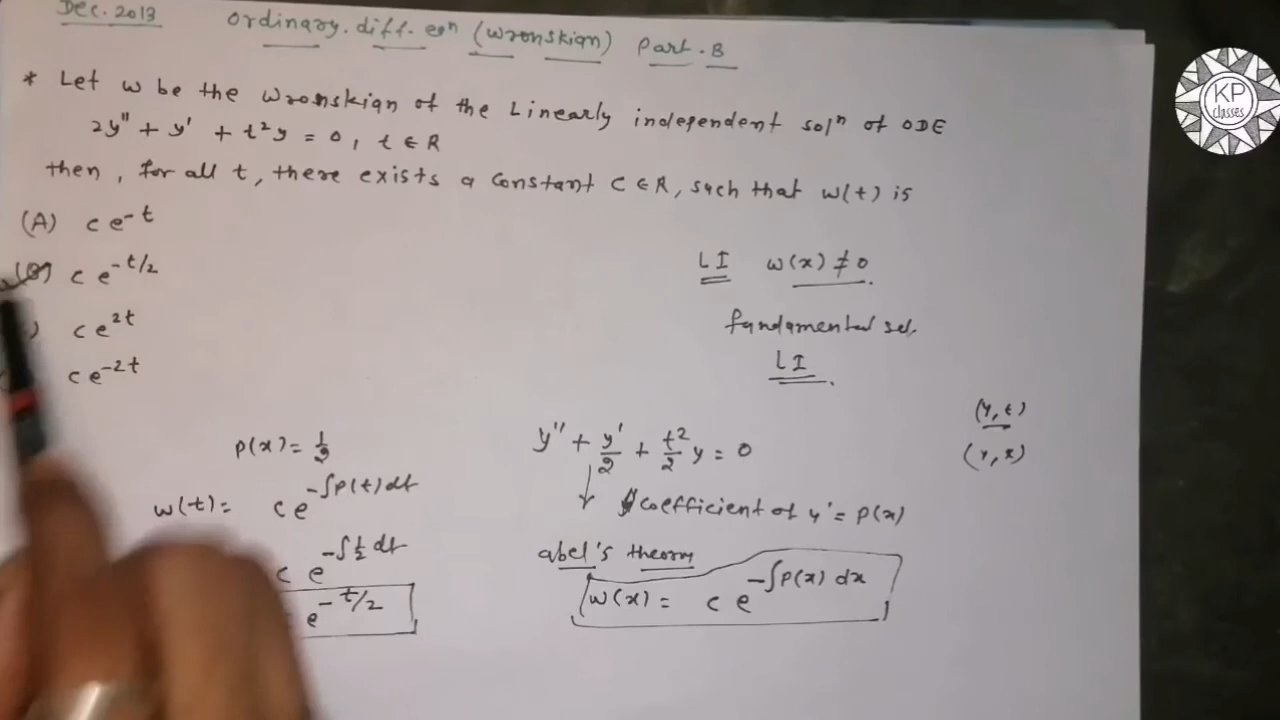 Dec. 2013
Ordinary. diff. eqn (Wronskian) Part. B
* Let W be the Wronskian of the Linearly independent solⁿ of ODE
2y'' + y' + t²y = 0, t ∈ R
then, for all t, there exists a constant C ∈ R, such that W(t) is
(A) c e^{-t}
(B) c e^{-t/2}
) c e^{2t}
c e^{-2t}
LI W(x) ≠ 0
fundamental sol.
LI
(y, t)
(y, x)
P(x) = 1/2
y'' + y'/2 + t²/2 y = 0
W(t) = c e^{-∫P(t)dt}
↓ coefficient of y' = P(x)
c e^{-∫1/2 dt}
abel's theorm
e^{-t/2}
W(x) = c e^{-∫P(x) dx}
KP
classes